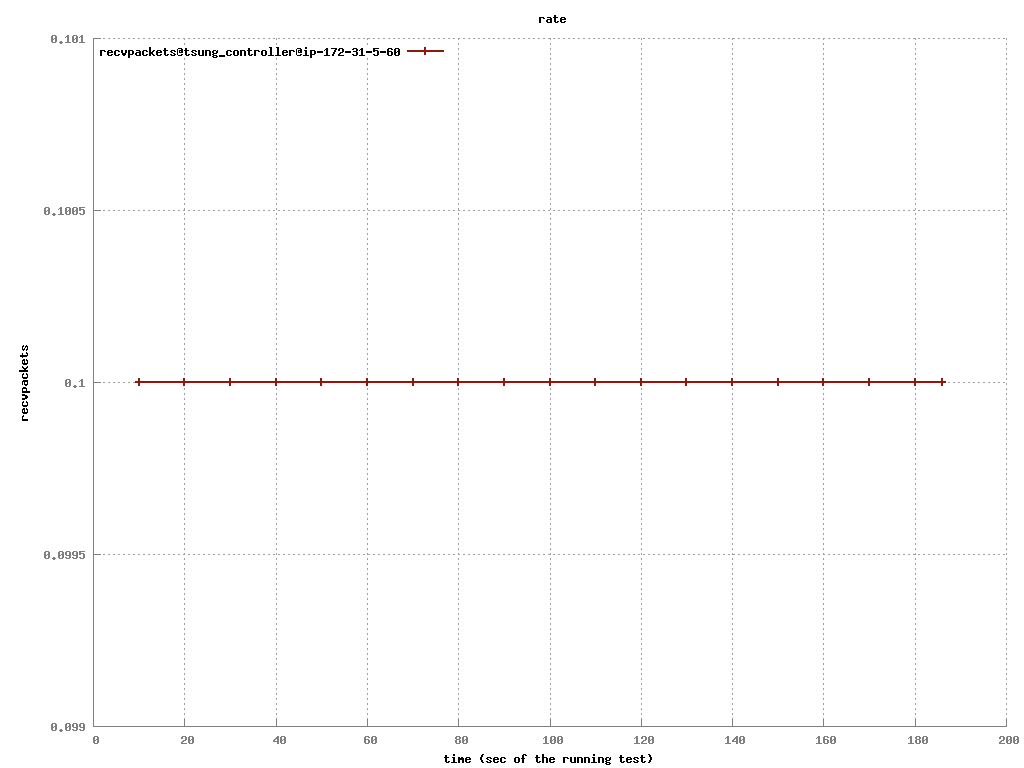 rate
0.101
recvpackets@tsung_controller@ip-172-31-5-60
0.1005
recvpackets
0.1
0.0995
0.099
0 20 40 60 80 100 120 140 160 180 200
time (sec of the running test)